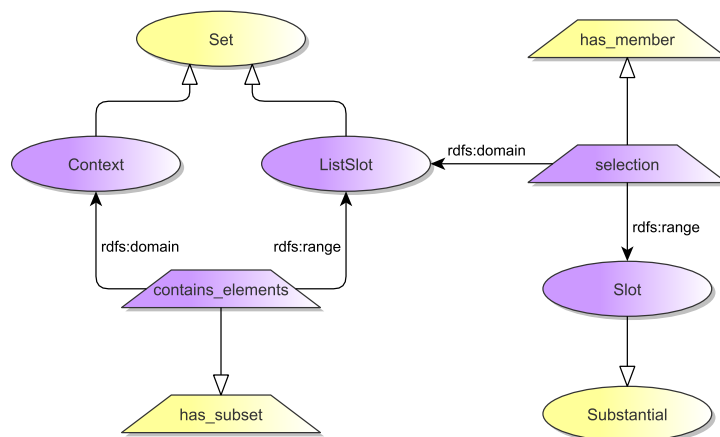 Set
has_member
Context
ListSlot
rdfs:domain
selection
rdfs:domain
rdfs:range
rdfs:range
contains_elements
Slot
has_subset
Substantial